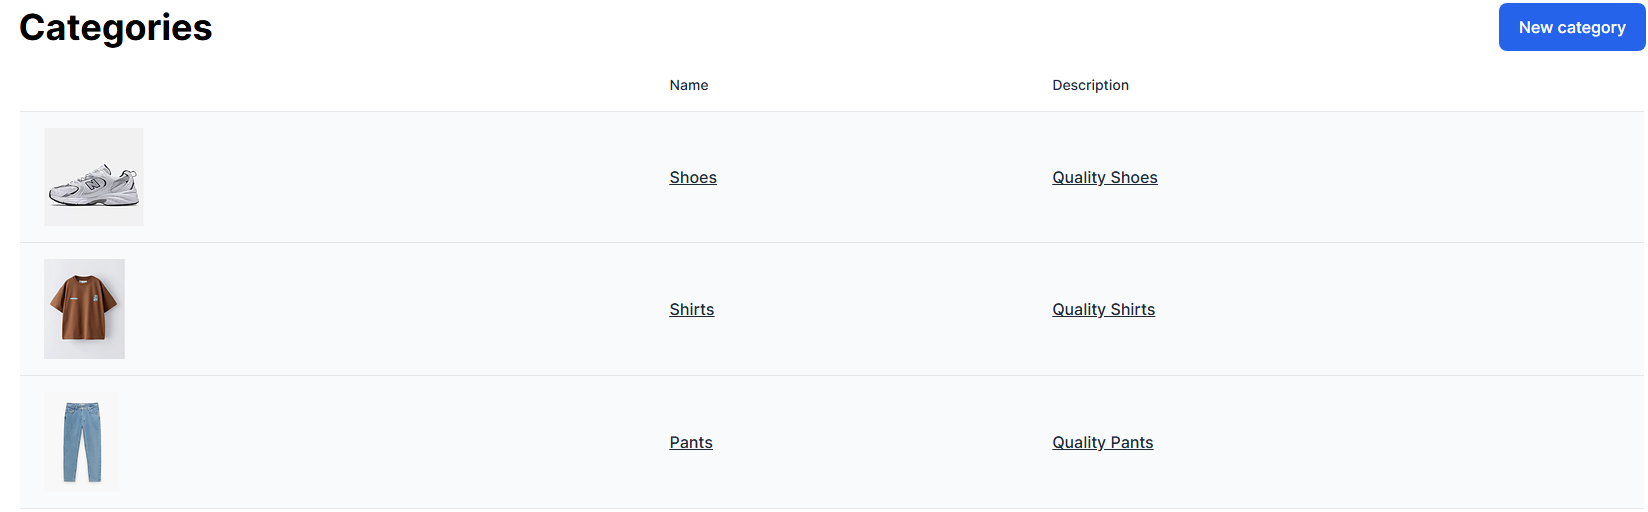 Categories
New category
Name Description
N
Shoes Quality Shoes
Shirts Quality Shirts
Pants Quality Pants